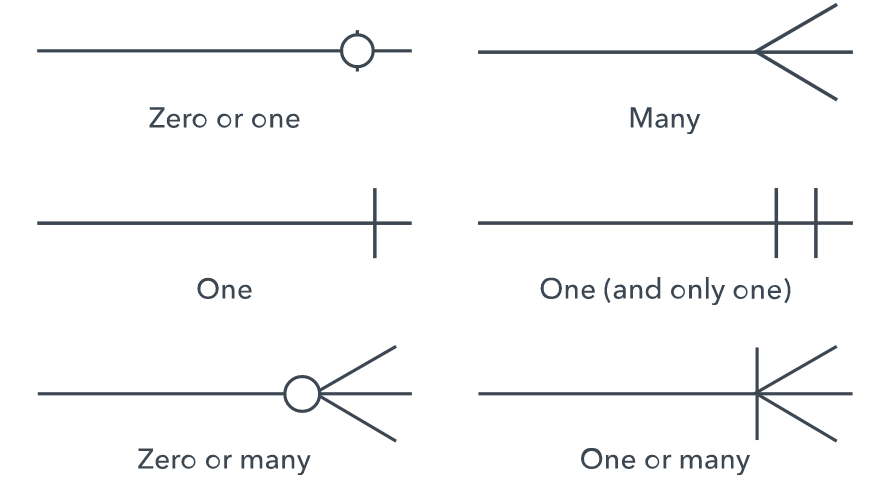 Zero or one
Many
One
One (and only one)
Zero or many
One or many